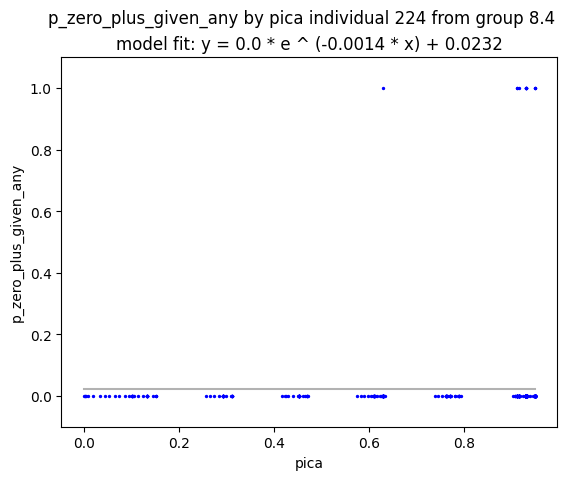 p_zero_plus_given_any by pica individual 224 from group 8.4
model fit: y = 0.0 * e ^ (-0.0014 * x) + 0.0232
1.0
0.8
0.6
0.4
0.2
0.0
p_zero_plus_given_any
0.0 0.2 0.4 0.6 0.8
pica